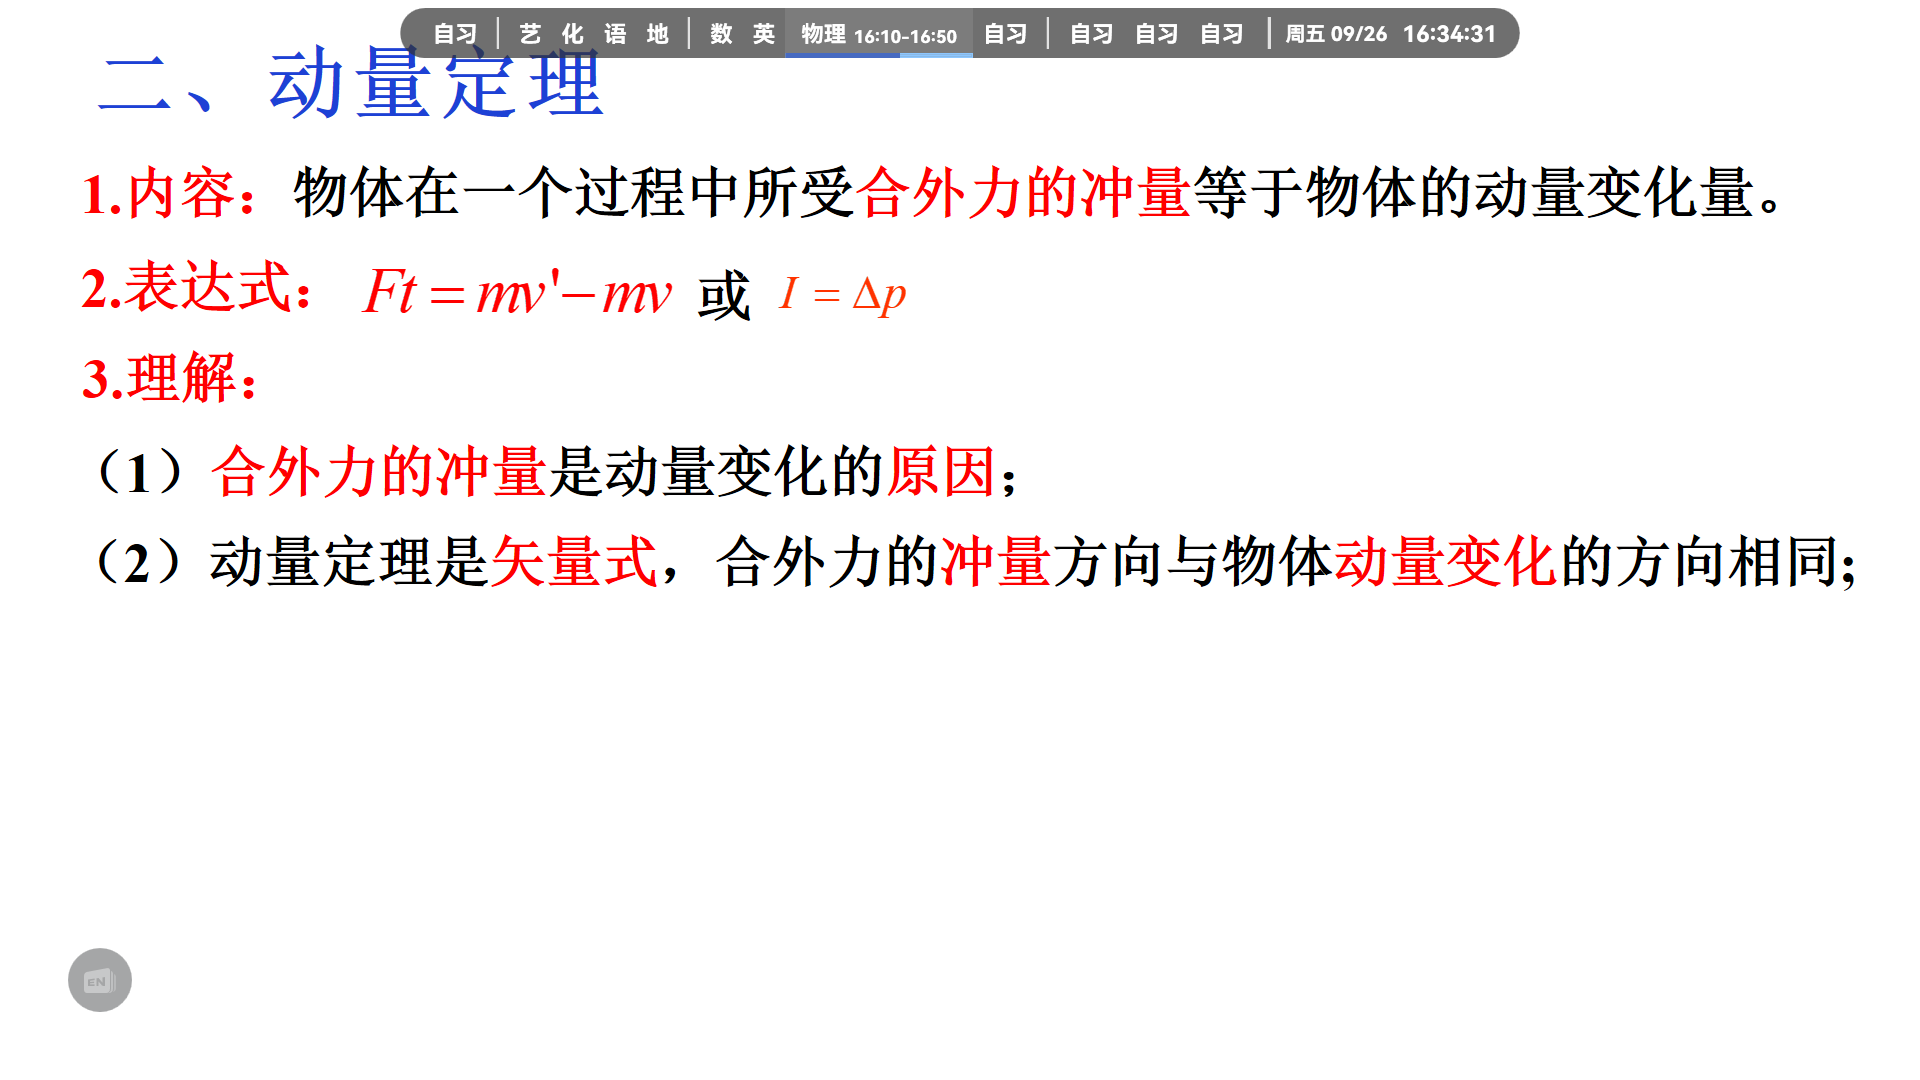 自习 | 艺 化 语 地 | 数 英 物理 16:10-16:50 自习 | 自习 自习 自习 | 周五 09/26 16:34:31
二、动量定理
1.内容：物体在一个过程中所受合外力的冲量等于物体的动量变化量。
2.表达式： Ft = mv' − mv 或 I = Δp
3.理解：
（1）合外力的冲量是动量变化的原因；
（2）动量定理是矢量式，合外力的冲量方向与物体动量变化的方向相同；
EN